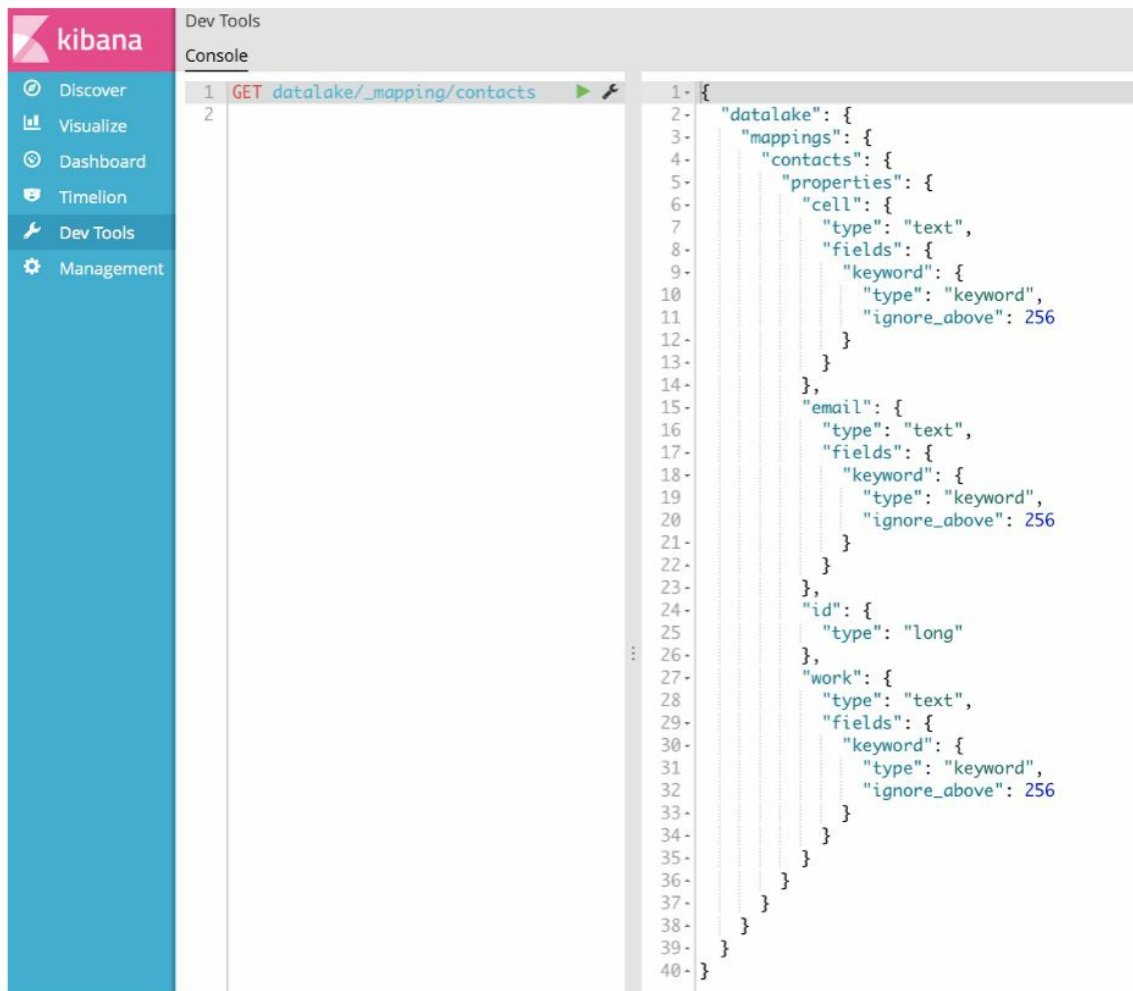 kibana
Discover
Visualize
Dashboard
Timelion
Dev Tools
Management
Dev Tools
Console
1 GET datalake/_mapping/contacts
2
1 {
2 "datalake": {
3 "mappings": {
4 "contacts": {
5 "properties": {
6 "cell": {
7 "type": "text",
8 "fields": {
9 "keyword": {
10 "type": "keyword",
11 "ignore_above": 256
12 }
13 }
14 },
15 "email": {
16 "type": "text",
17 "fields": {
18 "keyword": {
19 "type": "keyword",
20 "ignore_above": 256
21 }
22 }
23 },
24 "id": {
25 "type": "long"
26 },
27 "work": {
28 "type": "text",
29 "fields": {
30 "keyword": {
31 "type": "keyword",
32 "ignore_above": 256
33 }
34 }
35 }
36 }
37 }
38 }
39 }
40 }